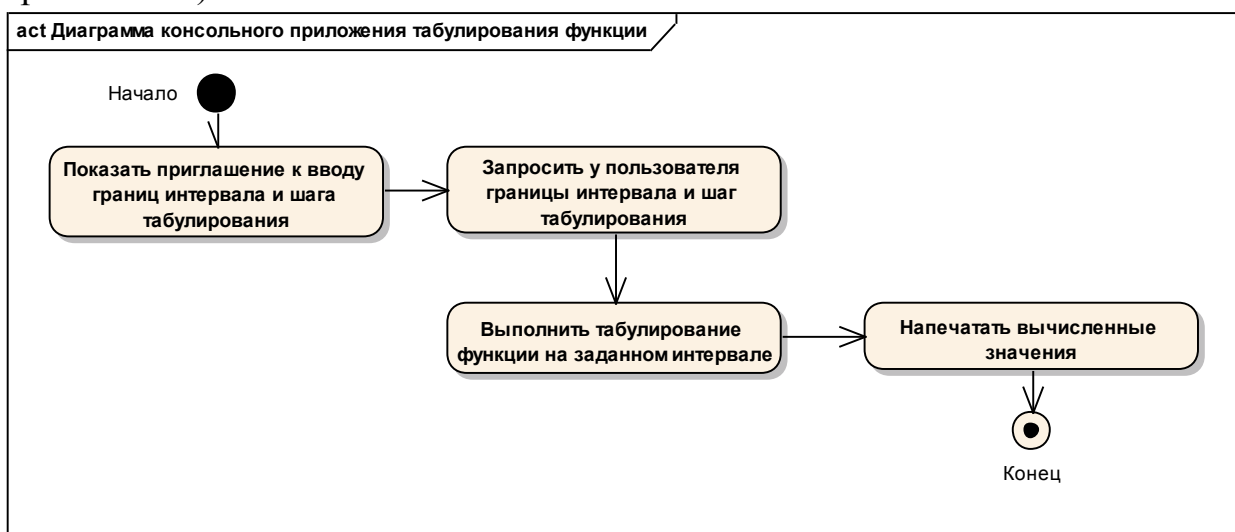 act Диаграмма консольного приложения табулирования функции
Начало
Показать приглашение к вводу
границ интервала и шага
табулирования
Запросить у пользователя
границы интервала и шаг
табулирования
Выполнить табулирование
функции на заданном интервале
Напечатать вычисленные
значения
Конец